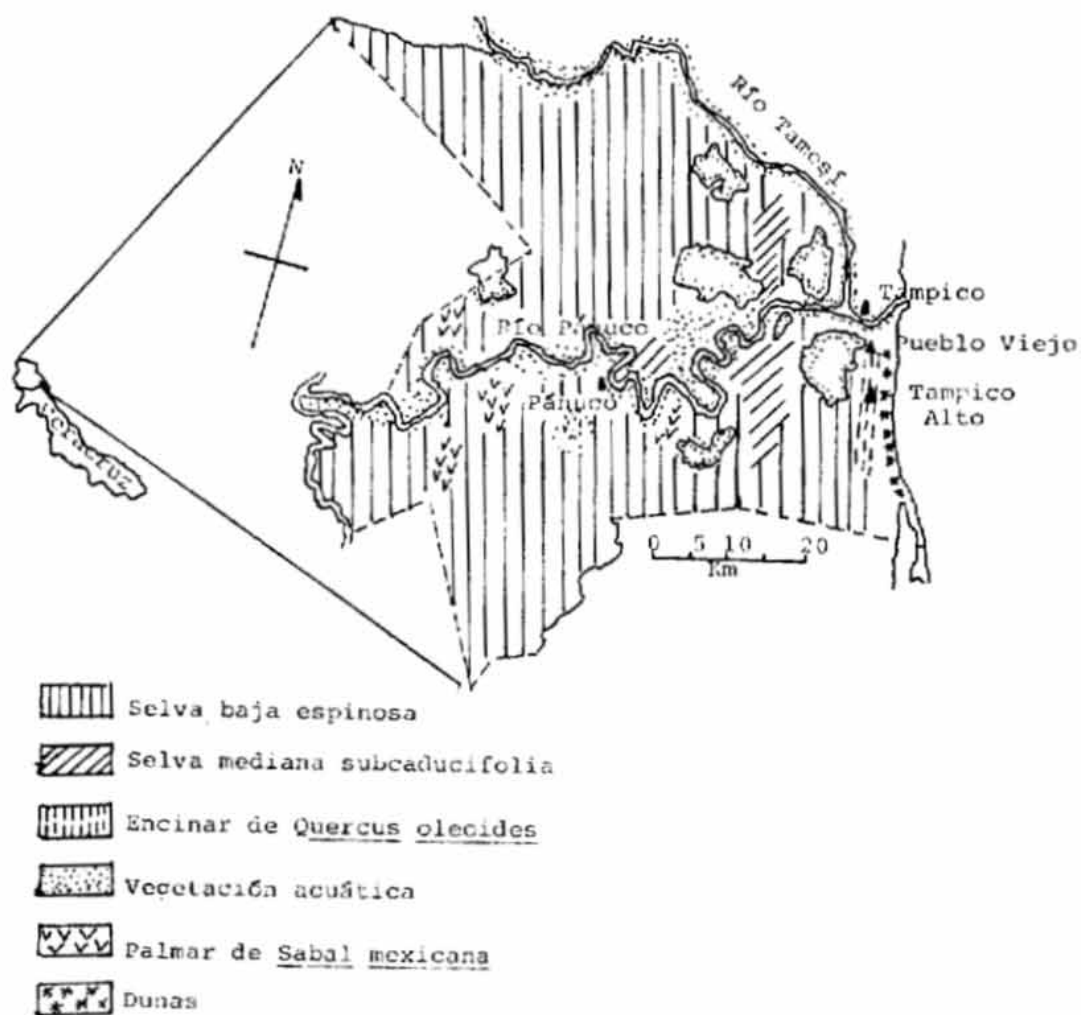 Río Tamesí
N
Tampico
Río Pánuco
Pueblo Viejo
Pánuco
Tampico
Alto
Veracruz
0 5 10 20
Km
Selva baja espinosa
Selva mediana subcaducifolia
Encinar de Quercus oleoides
Vegetación acuática
Palmar de Sabal mexicana
Dunas